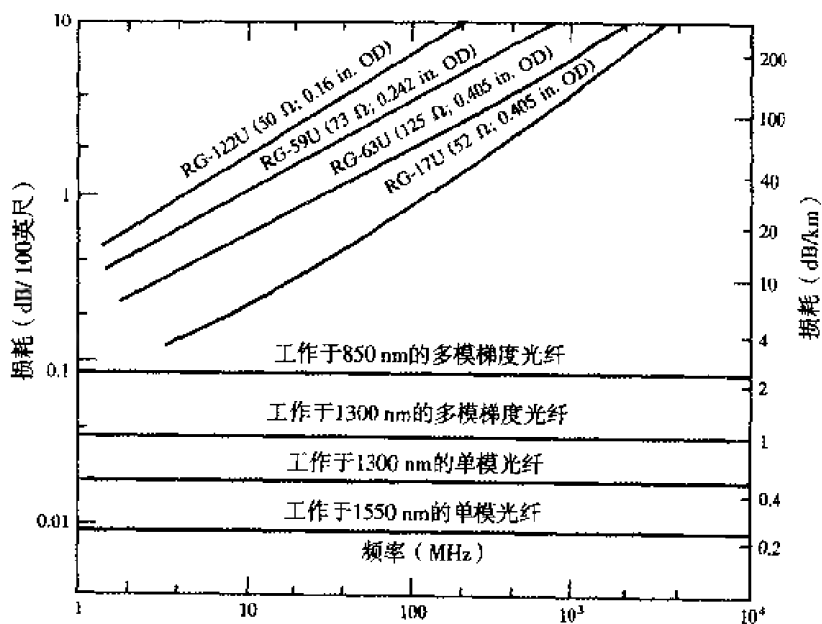 10
1
0.1
0.01
损耗（dB/100英尺）
RG-122U (50 Ω; 0.16 in. OD)
RG-59U (73 Ω; 0.242 in. OD)
RG-63U (125 Ω; 0.405 in. OD)
RG-17U (52 Ω; 0.405 in. OD)
工作于850 nm的多模梯度光纤
工作于1300 nm的多模梯度光纤
工作于1300 nm的单模光纤
工作于1550 nm的单模光纤
频率（MHz）
1 10 100 10³ 10⁴
200
100
40
20
10
4
2
1
0.4
0.2
损耗（dB/km）